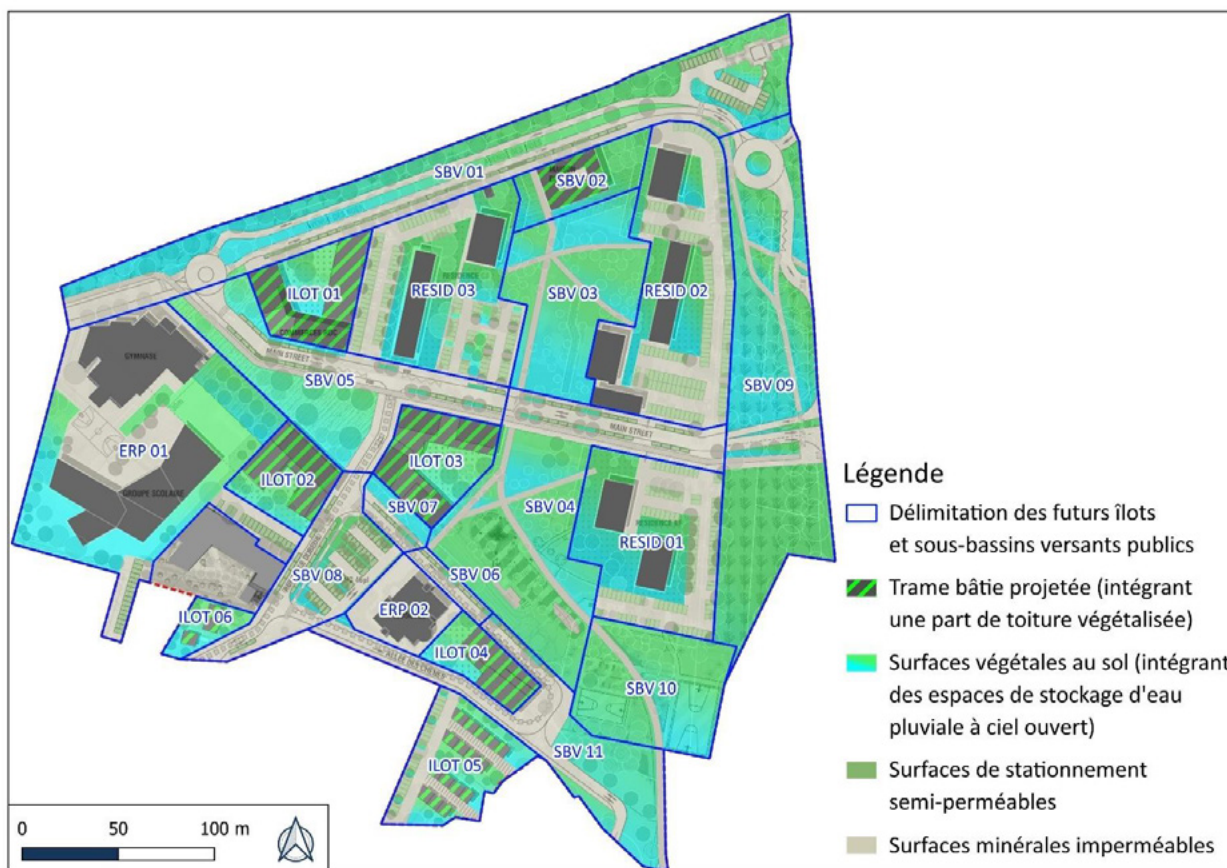 SBV 01
SBV 02
ILOT 01
RESID 03
SBV 03
RESID 02
GYMNASE
MAIN STREET
SBV 05
SBV 09
MAIN STREET
ERP 01
ILOT 03
ILOT 02
GROUPE SCOLAIRE
SBV 07
SBV 04
RESID 01
SBV 08
SBV 06
ERP 02
ILOT 06
ILOT 04
SBV 10
SBV 11
ILOT 05
Légende
Délimitation des futurs îlots
et sous-bassins versants publics
Trame bâtie projetée (intégrant
une part de toiture végétalisée)
Surfaces végétales au sol (intégrant
des espaces de stockage d'eau
pluviale à ciel ouvert)
Surfaces de stationnement
semi-perméables
Surfaces minérales imperméables
0 50 100 m